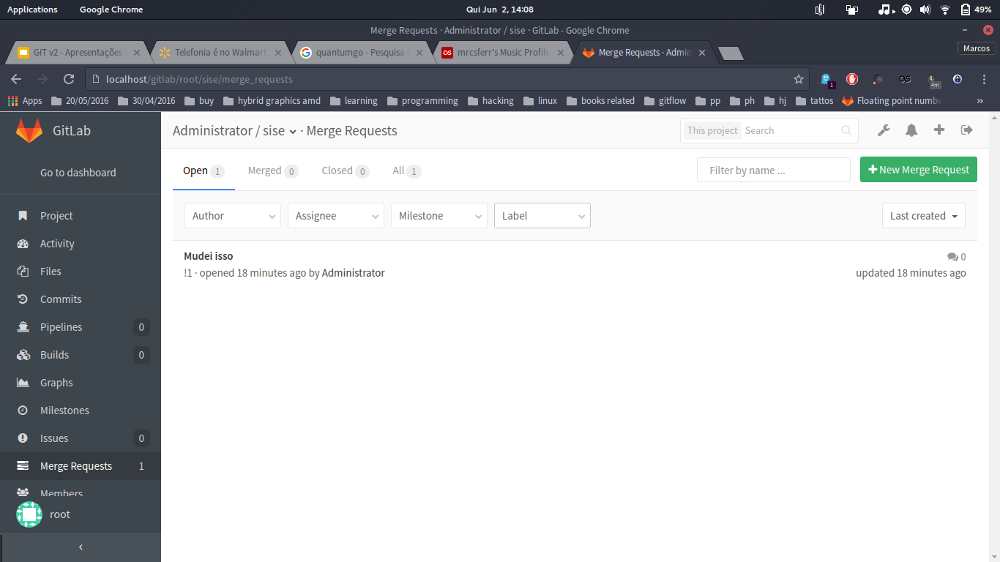 Applications Google Chrome Qui Jun 2, 14:08 49%
Merge Requests · Administrator / sise · GitLab - Google Chrome
GIT v2 - Apresentações Telefonia é no Walmart. quantumgo - Pesquisa mrcsferr's Music Profile Merge Requests · Admin Marcos
localhost/gitlab/root/sise/merge_requests 1 CS 4m
Apps 20/05/2016 30/04/2016 buy hybrid graphics amd learning programming hacking linux books related gitflow pp ph hj tattos Floating point numbe »
GitLab
Administrator / sise · Merge Requests
This project Search
Go to dashboard
Open 1 Merged 0 Closed 0 All 1
Filter by name ...
New Merge Request
Project
Author Assignee Milestone Label Last created
Activity
Mudei isso 0
!1 · opened 18 minutes ago by Administrator updated 18 minutes ago
Files
Commits
Pipelines 0
Builds 0
Graphs
Milestones
Issues 0
Merge Requests 1
Members
root